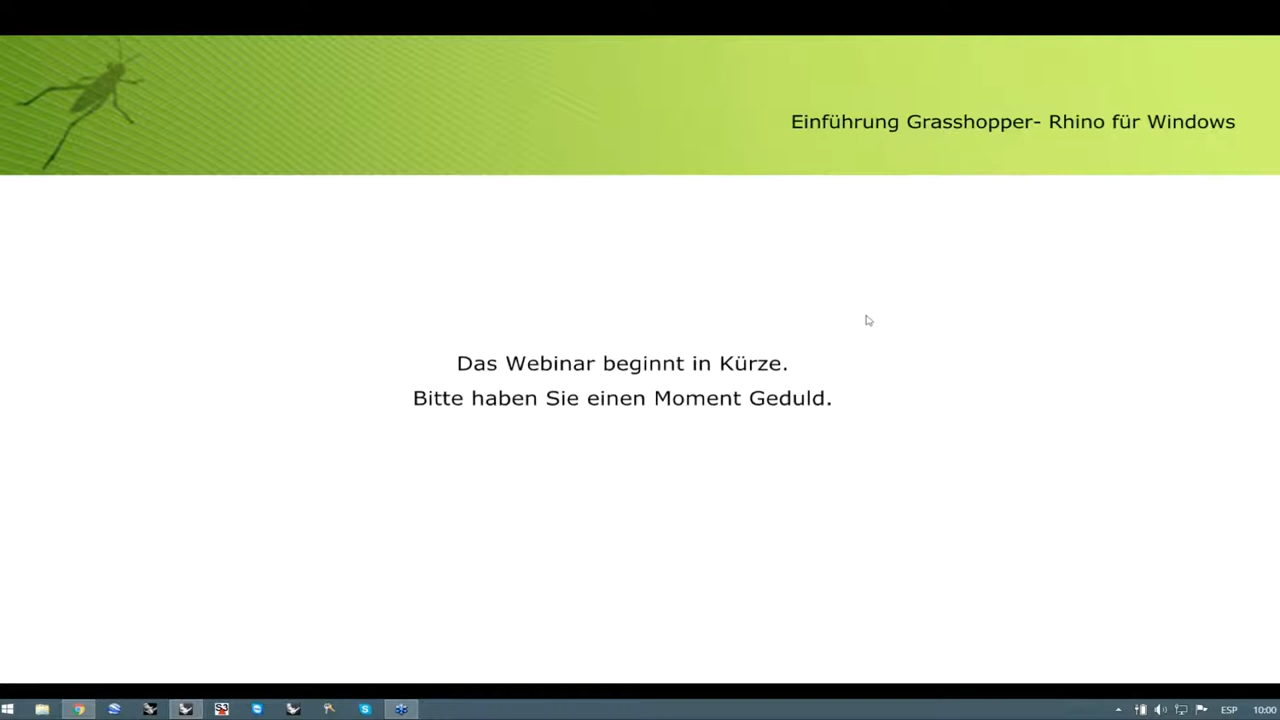 Einführung Grasshopper- Rhino für Windows
Das Webinar beginnt in Kürze.
Bitte haben Sie einen Moment Geduld.
S3
ESP 10:00